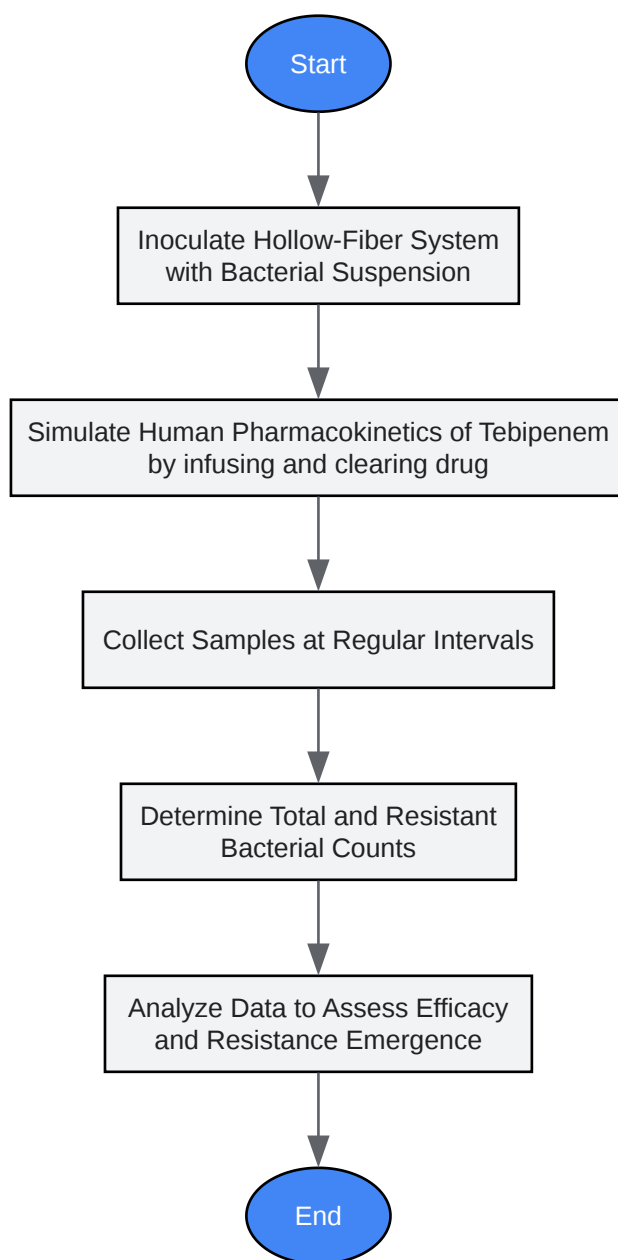 Start
Inoculate Hollow-Fiber System
with Bacterial Suspension
Simulate Human Pharmacokinetics of Tebipenem
by infusing and clearing drug
Collect Samples at Regular Intervals
Determine Total and Resistant
Bacterial Counts
Analyze Data to Assess Efficacy
and Resistance Emergence
End